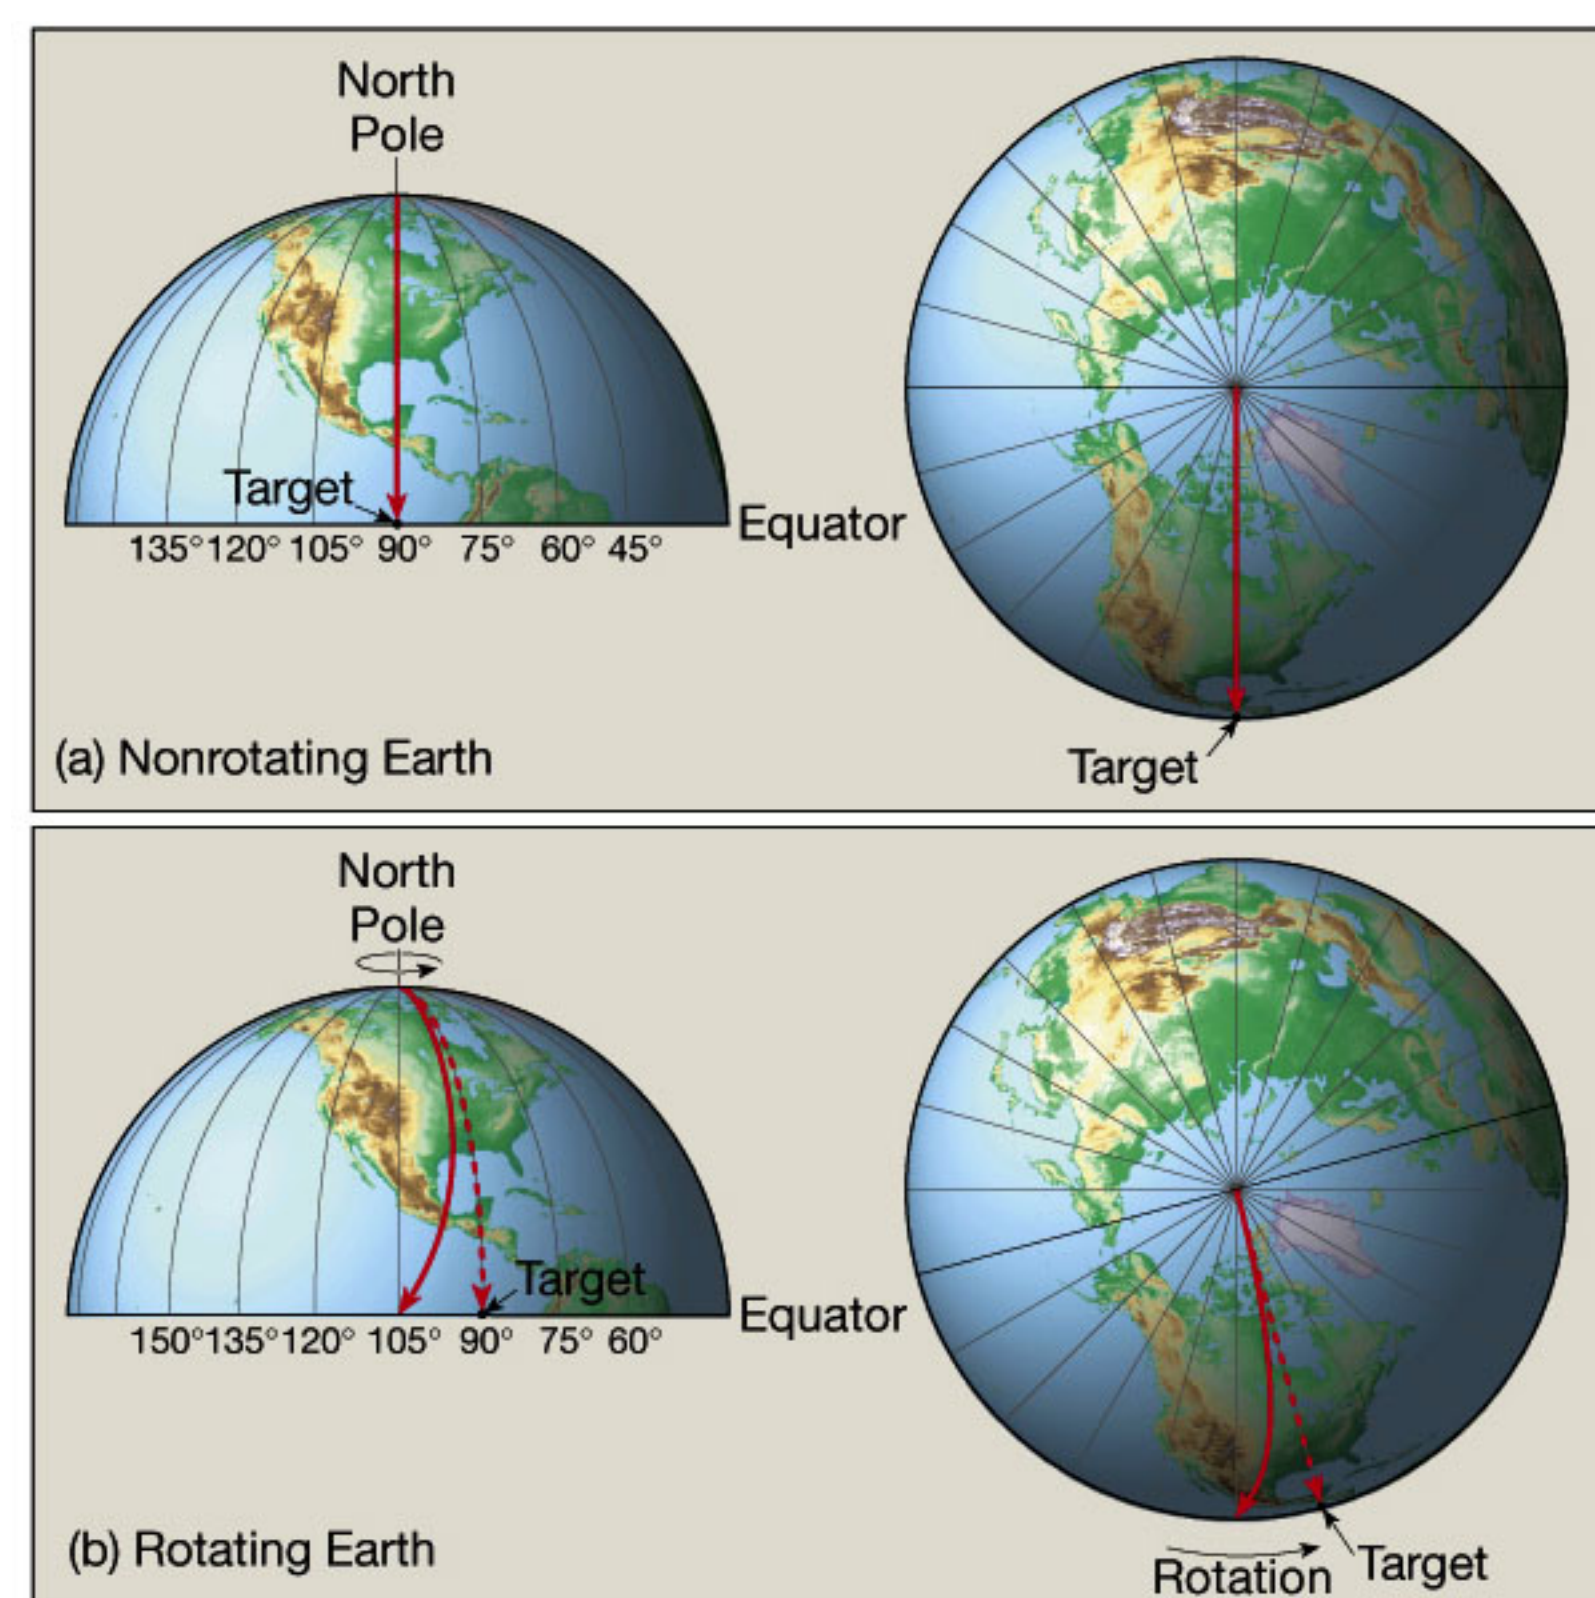 North
Pole
Target
Equator
135° 120° 105° 90° 75° 60° 45°
(a) Nonrotating Earth
Target
North
Pole
Target
Equator
150° 135° 120° 105° 90° 75° 60°
(b) Rotating Earth
Rotation
Target